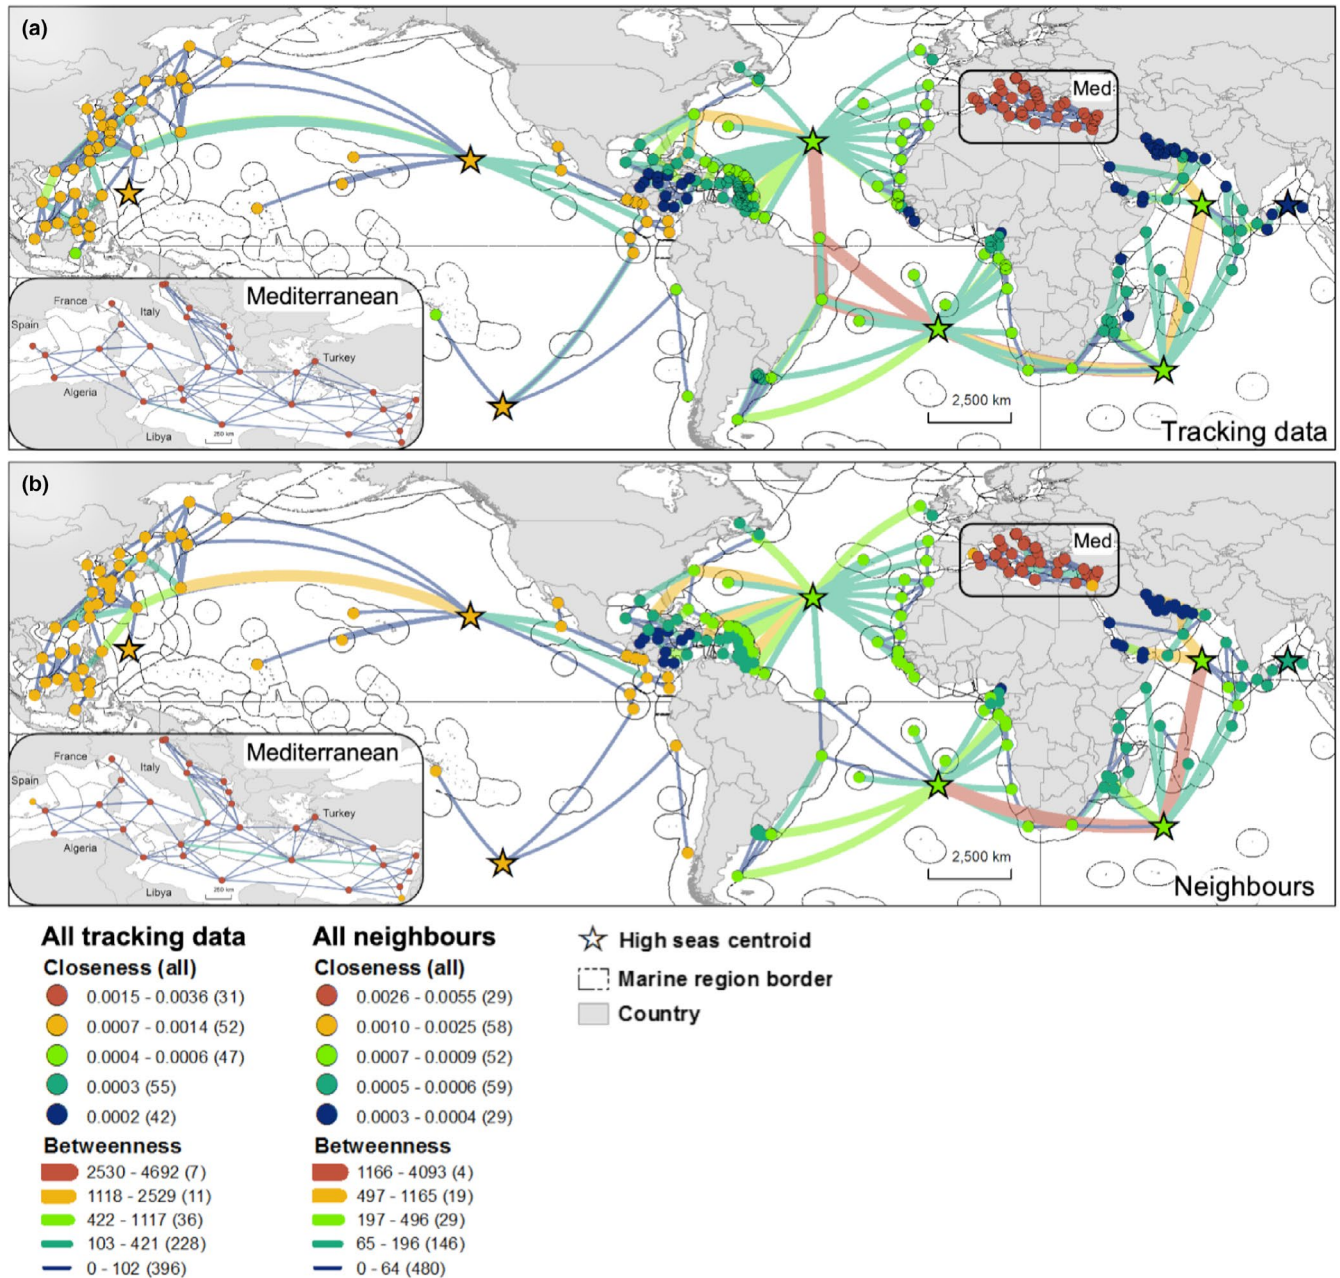 (a)
Med
Mediterranean
France
Italy
Spain
Turkey
Algeria
Libya
250 km
2,500 km
Tracking data
(b)
Med
Mediterranean
France
Italy
Spain
Turkey
Algeria
Libya
250 km
2,500 km
Neighbours
All tracking data
Closeness (all)
0.0015 - 0.0036 (31)
0.0007 - 0.0014 (52)
0.0004 - 0.0006 (47)
0.0003 (55)
0.0002 (42)
Betweenness
2530 - 4692 (7)
1118 - 2529 (11)
422 - 1117 (36)
103 - 421 (228)
0 - 102 (396)
All neighbours
Closeness (all)
0.0026 - 0.0055 (29)
0.0010 - 0.0025 (58)
0.0007 - 0.0009 (52)
0.0005 - 0.0006 (59)
0.0003 - 0.0004 (29)
Betweenness
1166 - 4093 (4)
497 - 1165 (19)
197 - 496 (29)
65 - 196 (146)
0 - 64 (480)
High seas centroid
Marine region border
Country